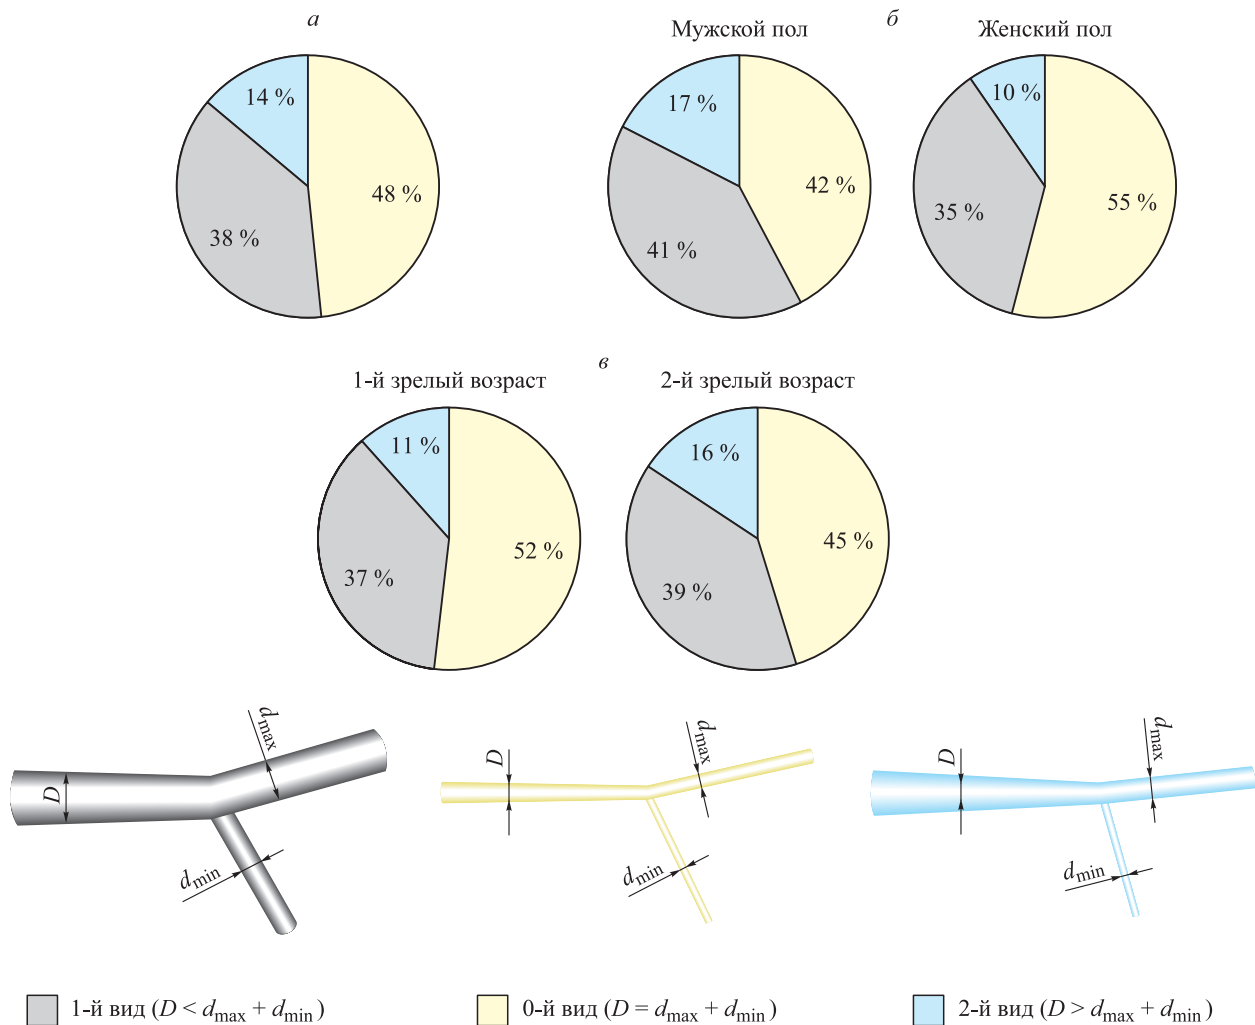 а
б
Мужской пол
Женский пол
14 %
48 %
38 %
17 %
42 %
41 %
10 %
55 %
35 %
в
1-й зрелый возраст
2-й зрелый возраст
11 %
52 %
37 %
16 %
45 %
39 %
D
dmax
dmin
D
dmax
dmin
D
dmax
dmin
1-й вид (D < dmax + dmin)
0-й вид (D = dmax + dmin)
2-й вид (D > dmax + dmin)